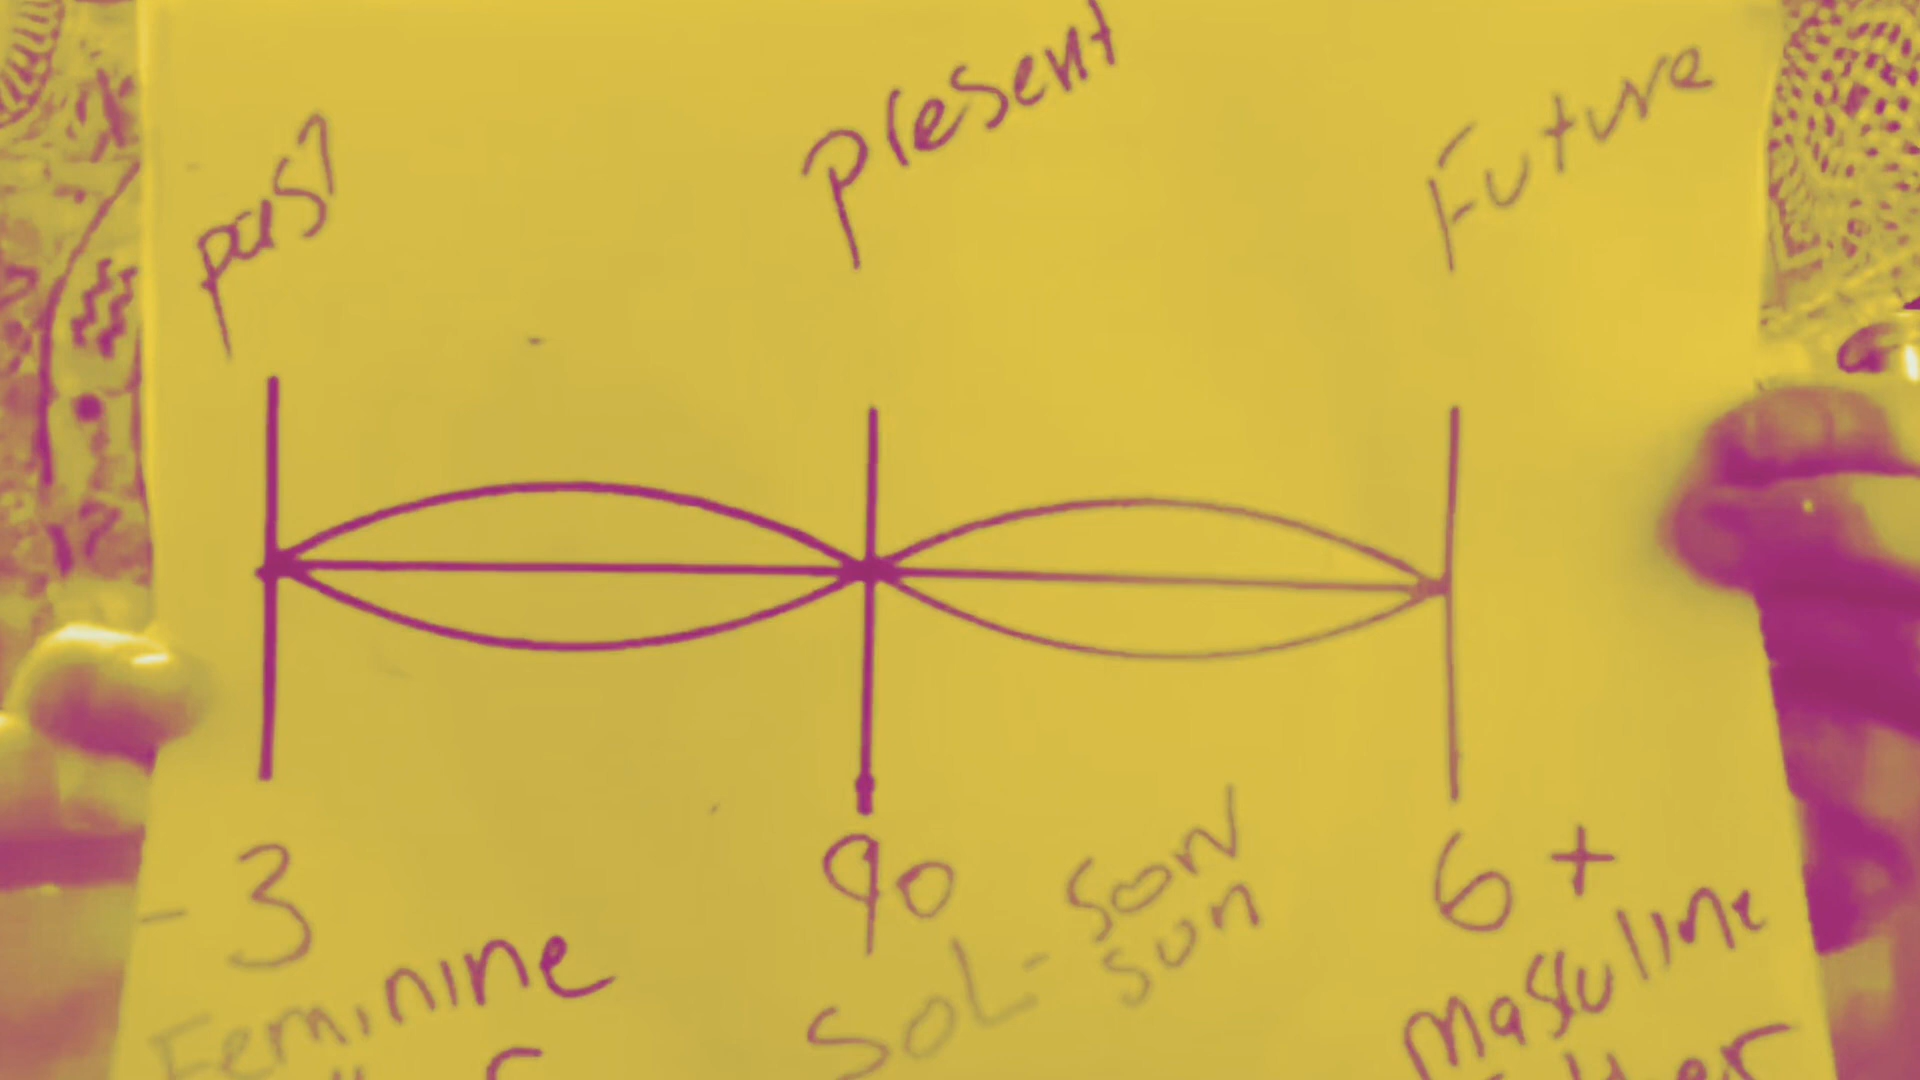 past
present
Future
- 3
90
6 +
Son
Sun
Feminine
SOL -
Masculine